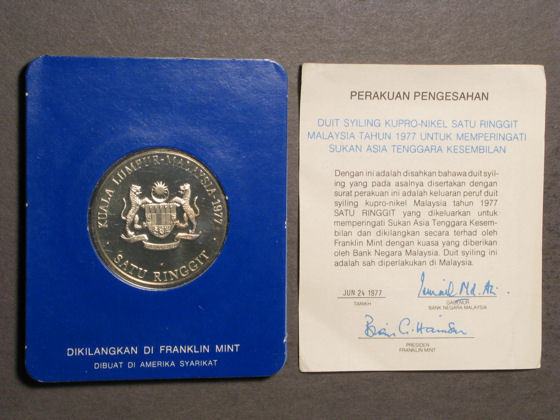 KUALA LUMPUR-MALAYSIA-1977
SATU RINGGIT
DIKILANGKAN DI FRANKLIN MINT
DIBUAT DI AMERIKA SYARIKAT
PERAKUAN PENGESAHAN
DUIT SYILING KUPRO-NIKEL SATU RINGGIT
MALAYSIA TAHUN 1977 UNTUK MEMPERINGATI
SUKAN ASIA TENGGARA KESEMBILAN
Dengan ini adalah disahkan bahawa duit syil-
ing yang pada asalnya disertakan dengan
surat perakuan ini adalah keluaran peruf duit
syiling kupro-nikel Malaysia tahun 1977
SATU RINGGIT yang dikeluarkan untuk
memperingati Sukan Asia Tenggara Kesem-
bilan dan dikilangkan secara terhad oleh
Franklin Mint dengan kuasa yang diberikan
oleh Bank Negara Malaysia. Duit syiling ini
adalah sah diperlakukan di Malaysia.
JUN 24 1977
TARIKH
Ismail Md. Ali
GABENOR
BANK NEGARA MALAYSIA
PRESIDEN
FRANKLIN MINT